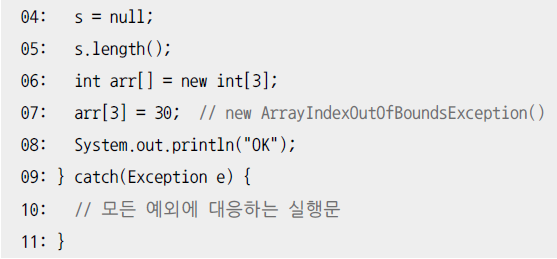 04: s = null;
05: s.length();
06: int arr[] = new int[3];
07: arr[3] = 30; // new ArrayIndexOutOfBoundsException()
08: System.out.println("OK");
09: } catch(Exception e) {
10: // 모든 예외에 대응하는 실행문
11: }